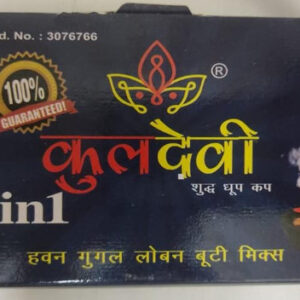 d. No. : 3076766
100%
GUARANTEED!
®
कुलदेवी
शुद्ध धूप कप
in1
हवन गुगल लोबन बूटी मिक्स